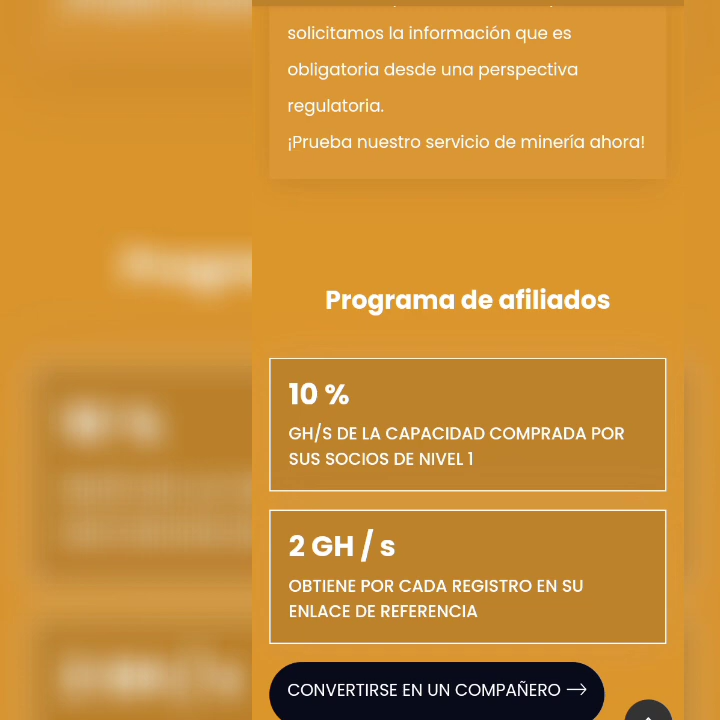 solicitamos la información que es
obligatoria desde una perspectiva
regulatoria.
¡Prueba nuestro servicio de minería ahora!
Programa de afiliados
10 %
GH/S DE LA CAPACIDAD COMPRADA POR
SUS SOCIOS DE NIVEL 1
2 GH / s
OBTIENE POR CADA REGISTRO EN SU
ENLACE DE REFERENCIA
CONVERTIRSE EN UN COMPAÑERO →